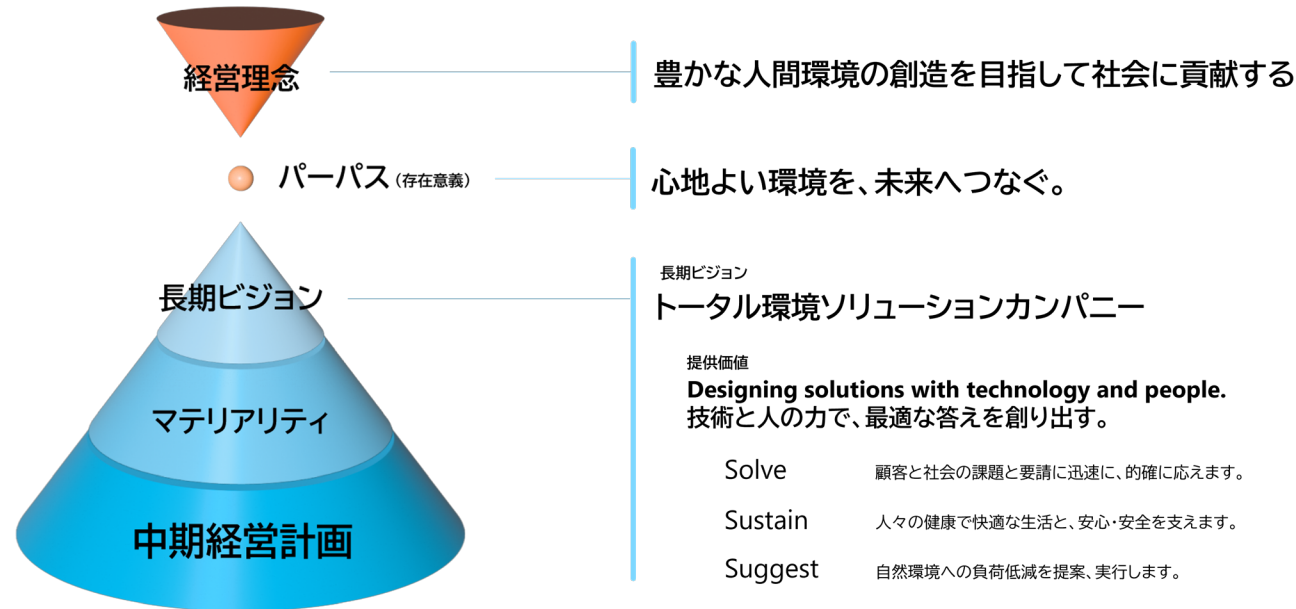 経営理念
豊かな人間環境の創造を目指して社会に貢献する
パーパス(存在意義)
心地よい環境を、未来へつなぐ。
長期ビジョン
長期ビジョン
トータル環境ソリューションカンパニー
提供価値
Designing solutions with technology and people.
技術と人の力で、最適な答えを創り出す。
マテリアリティ
Solve 顧客と社会の課題と要請に迅速に、的確に応えます。
Sustain 人々の健康で快適な生活と、安心・安全を支えます。
中期経営計画
Suggest 自然環境への負荷低減を提案、実行します。